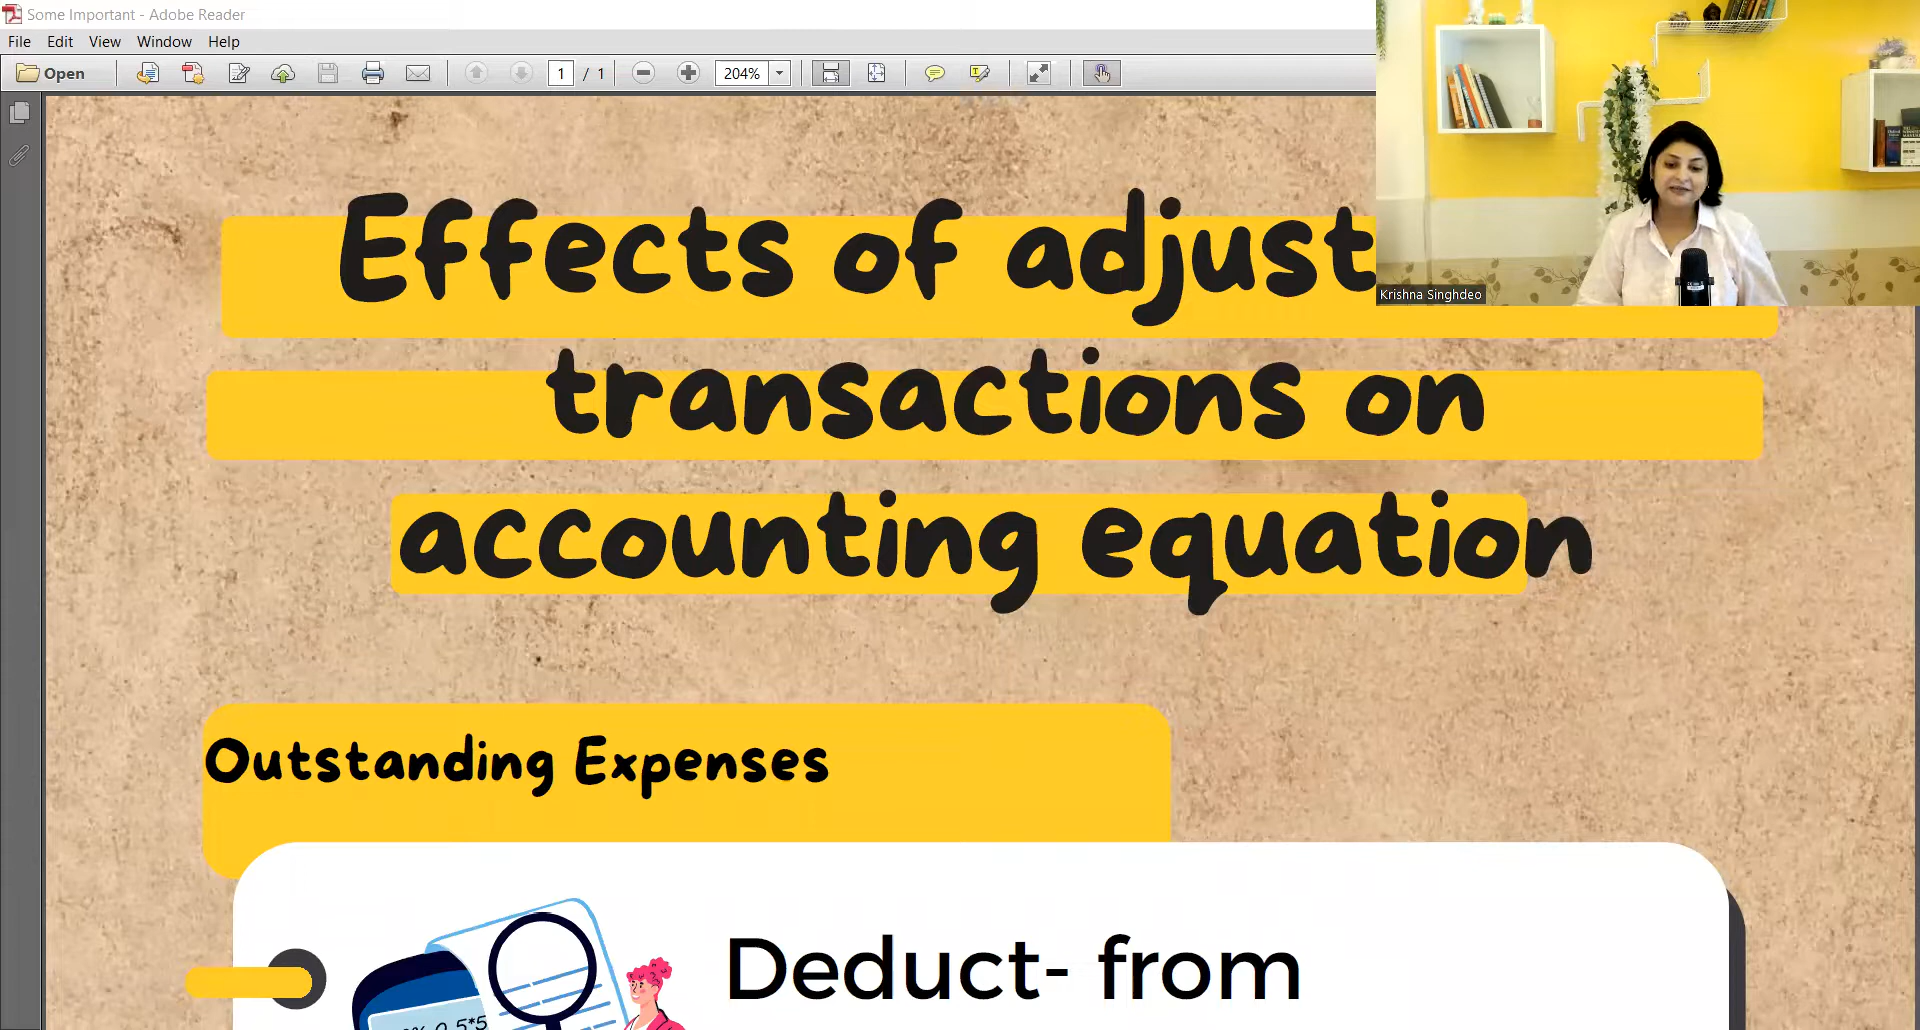 Some Important - Adobe Reader
File Edit View Window Help
Open
1 / 1
204%
Krishna Singhdeo
Effects of adjust
transactions on
accounting equation
Outstanding Expenses
Deduct- from